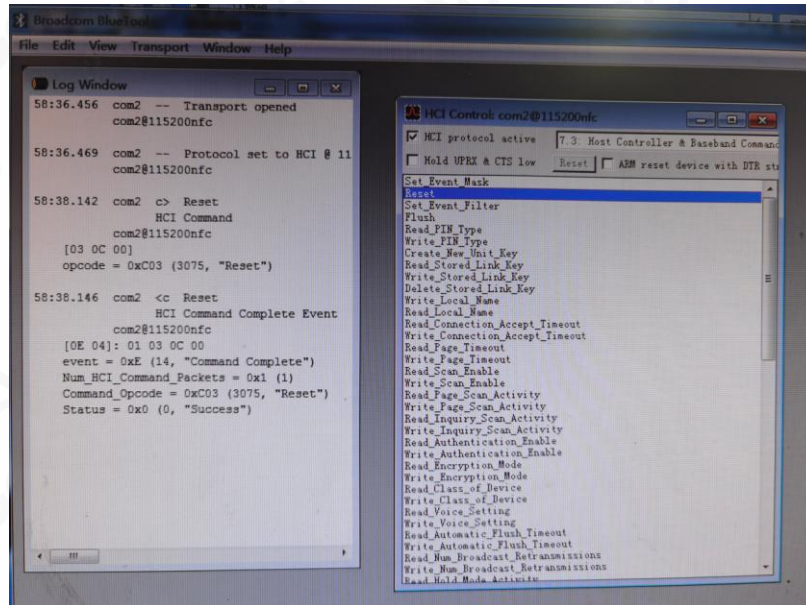 Broadcom BlueTool
File Edit View Transport Window Help
Log Window
58:36.456 com2 -- Transport opened
com2@115200nfc
58:36.469 com2 -- Protocol set to HCI @ 11
com2@115200nfc
58:38.142 com2 c> Reset
HCI Command
com2@115200nfc
[03 0C 00]
opcode = 0xC03 (3075, "Reset")
58:38.146 com2 <c Reset
HCI Command Complete Event
com2@115200nfc
[0E 04]: 01 03 0C 00
event = 0xE (14, "Command Complete")
Num_HCI_Command_Packets = 0x1 (1)
Command_Opcode = 0xC03 (3075, "Reset")
Status = 0x0 (0, "Success")
HCI Control: com2@115200nfc
HCI protocol active 7.3: Host Controller & Baseband Command
Hold UPRX & CTS low Reset ARM reset device with DTR
Set_Event_Mask
Reset
Set_Event_Filter
Flush
Read_PIN_Type
Write_PIN_Type
Create_New_Unit_Key
Read_Stored_Link_Key
Write_Stored_Link_Key
Delete_Stored_Link_Key
Write_Local_Name
Read_Local_Name
Read_Connection_Accept_Timeout
Write_Connection_Accept_Timeout
Read_Page_Timeout
Write_Page_Timeout
Read_Scan_Enable
Write_Scan_Enable
Read_Page_Scan_Activity
Write_Page_Scan_Activity
Read_Inquiry_Scan_Activity
Write_Inquiry_Scan_Activity
Read_Authentication_Enable
Write_Authentication_Enable
Read_Encryption_Mode
Write_Encryption_Mode
Read_Class_of_Device
Write_Class_of_Device
Read_Voice_Setting
Write_Voice_Setting
Read_Automatic_Flush_Timeout
Write_Automatic_Flush_Timeout
Read_Num_Broadcast_Retransmissions
Write_Num_Broadcast_Retransmissions
Read_Hold_Mode_Activity